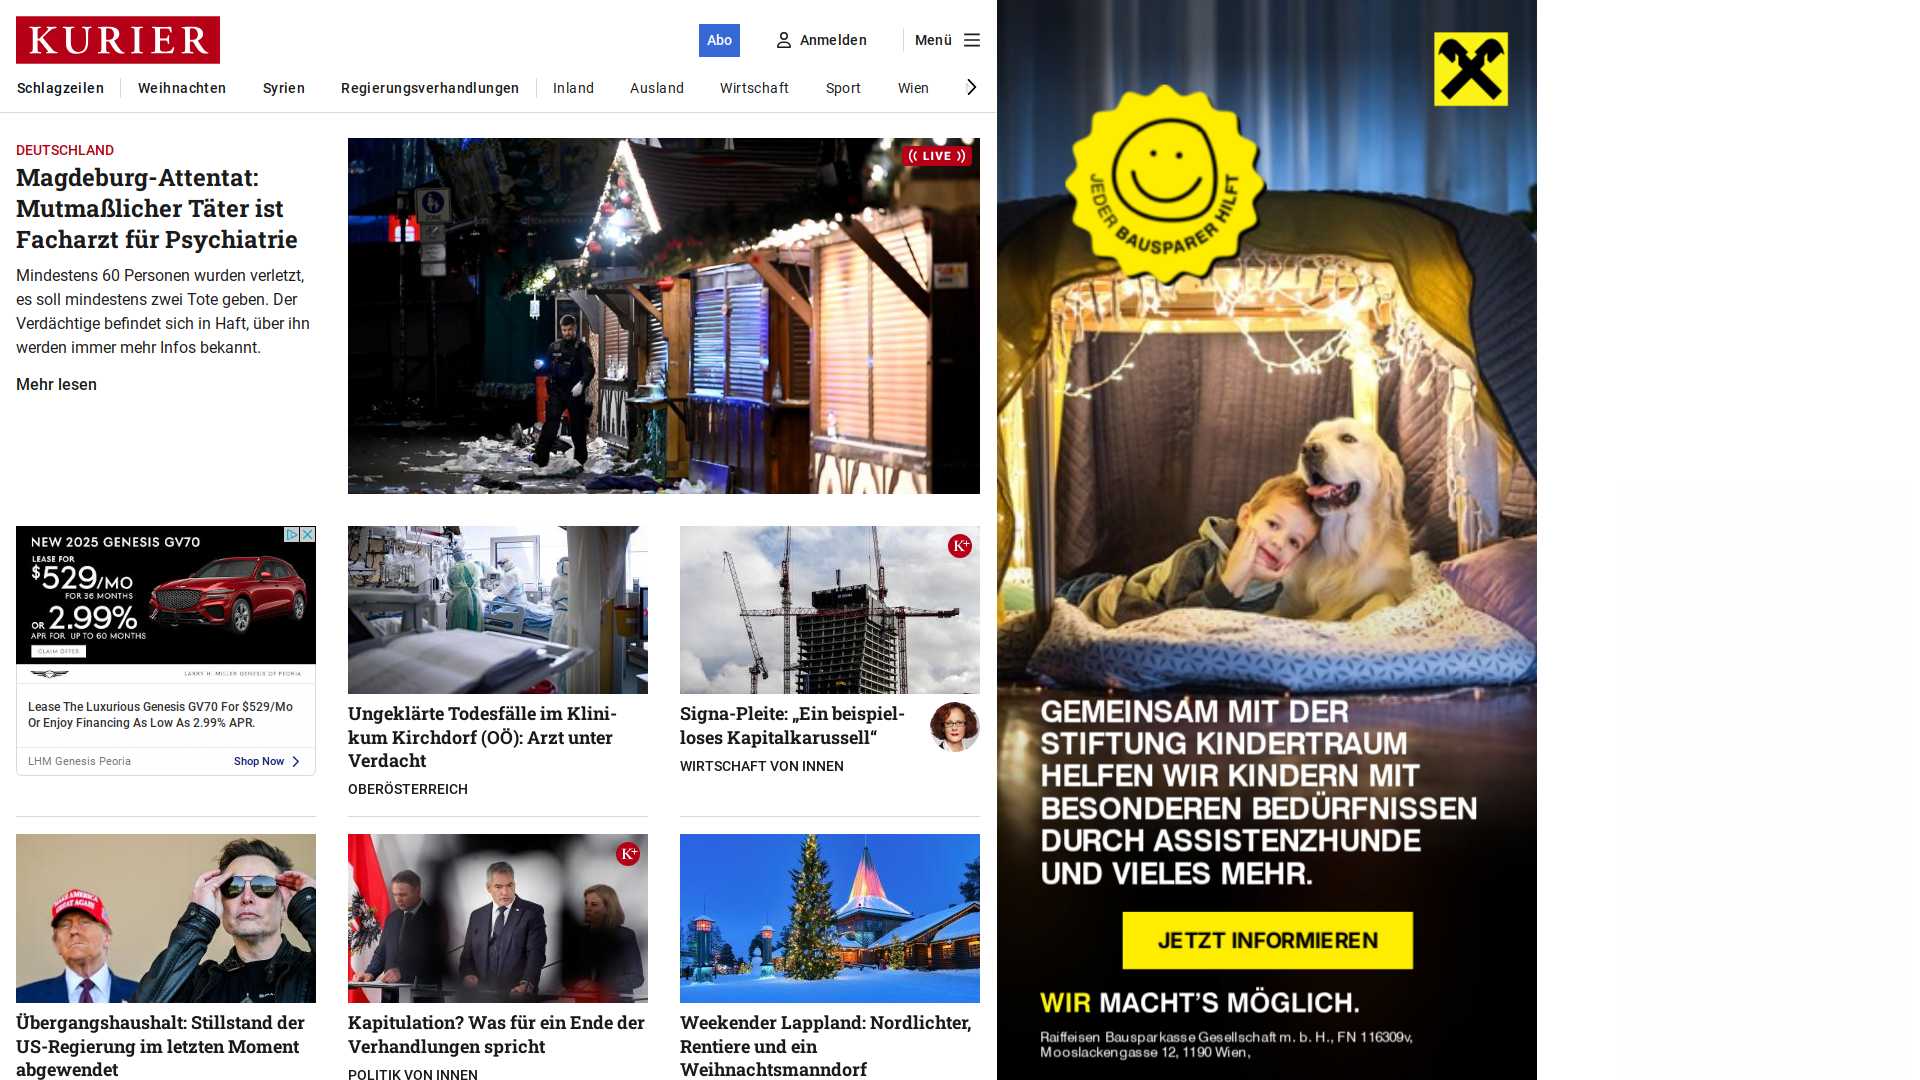 KURIER
Abo
Anmelden
Menü
Schlagzeilen
Weihnachten
Syrien
Regierungsverhandlungen
Inland
Ausland
Wirtschaft
Sport
Wien
DEUTSCHLAND
Magdeburg-Attentat:
Mutmaßlicher Täter ist
Facharzt für Psychiatrie
Mindestens 60 Personen wurden verletzt,
es soll mindestens zwei Tote geben. Der
Verdächtige befindet sich in Haft, über ihn
werden immer mehr Infos bekannt.
Mehr lesen
LIVE
NEW 2025 GENESIS GV70
LEASE FOR
$529/MO
FOR 36 MONTHS
OR 2.99%
APR FOR UP TO 60 MONTHS
CLAIM OFFER
LARRY H. MILLER GENESIS OF PEORIA
Lease The Luxurious Genesis GV70 For $529/Mo
Or Enjoy Financing As Low As 2.99% APR.
LHM Genesis Peoria
Shop Now
Ungeklärte Todesfälle im Klini-
kum Kirchdorf (OÖ): Arzt unter
Verdacht
OBERÖSTERREICH
K+
Signa-Pleite: „Ein beispiel-
loses Kapitalkarussell“
WIRTSCHAFT VON INNEN
MAKE AMERICA
GREAT AGAIN
Übergangshaushalt: Stillstand der
US-Regierung im letzten Moment
abgewendet
K+
Kapitulation? Was für ein Ende der
Verhandlungen spricht
POLITIK VON INNEN
Weekender Lappland: Nordlichter,
Rentiere und ein
Weihnachtsmanndorf
JEDER BAUSPARER HILFT
GEMEINSAM MIT DER
STIFTUNG KINDERTRAUM
HELFEN WIR KINDERN MIT
BESONDEREN BEDÜRFNISSEN
DURCH ASSISTENZHUNDE
UND VIELES MEHR.
JETZT INFORMIEREN
WIR MACHT’S MÖGLICH.
Raiffeisen Bausparkasse Gesellschaft m. b. H., FN 116309v,
Mooslackengasse 12, 1190 Wien,